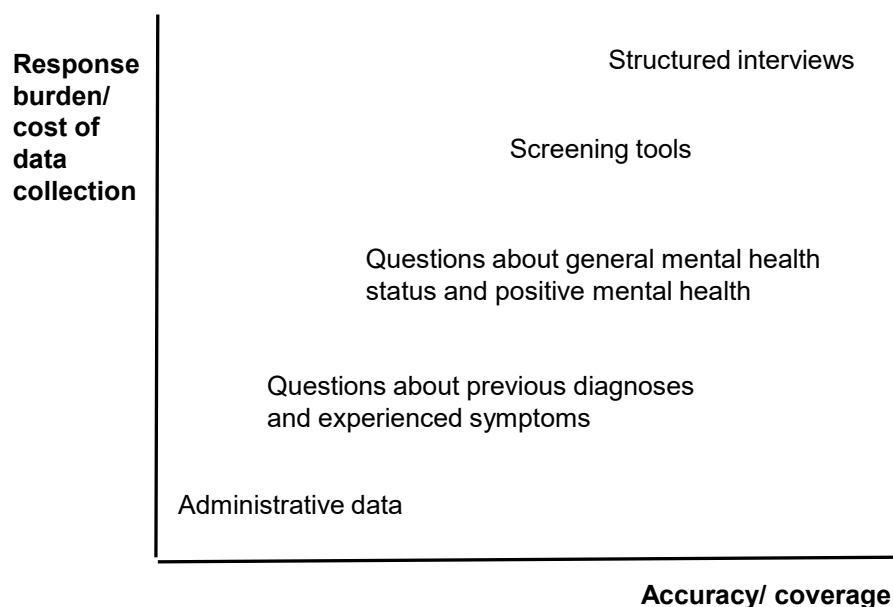 Response
burden/
cost of
data
collection
Structured interviews
Screening tools
Questions about general mental health
status and positive mental health
Questions about previous diagnoses
and experienced symptoms
Administrative data
Accuracy/ coverage